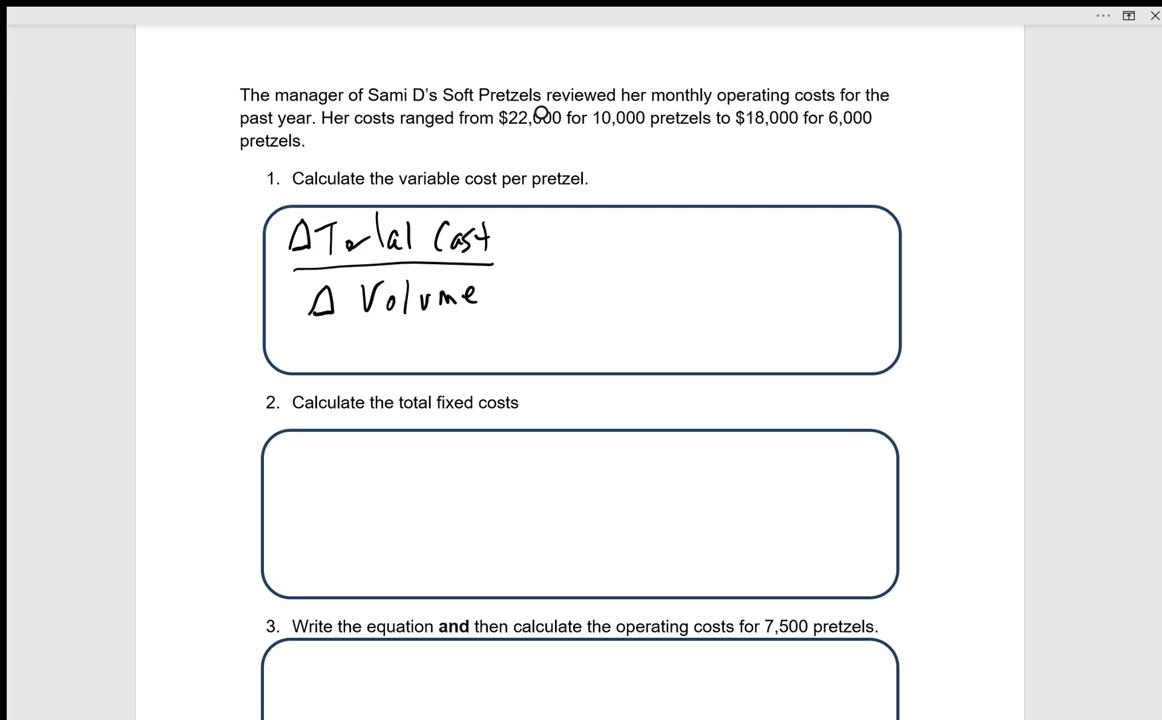 The manager of Sami D's Soft Pretzels reviewed her monthly operating costs for the
past year. Her costs ranged from $22,000 for 10,000 pretzels to $18,000 for 6,000
pretzels.
1. Calculate the variable cost per pretzel.
Δ Total Cost
Δ Volume
2. Calculate the total fixed costs
3. Write the equation and then calculate the operating costs for 7,500 pretzels.